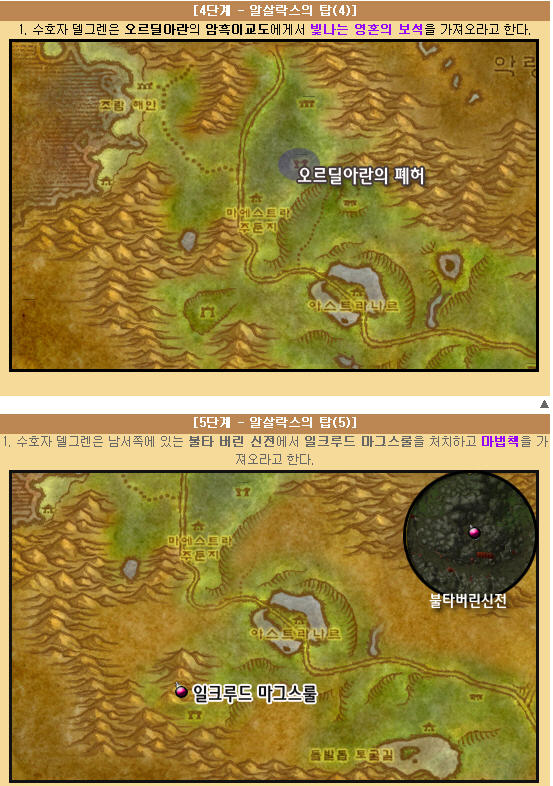 [4단계 - 알살락스의 탑(4)]
1. 수호자 델그렌은 오르딜아란의 암흑이교도에게서 빛나는 영혼의 보석을 가져오라고 한다.
조람 해안
오르딜아란의 폐허
마에스트라
주둔지
아스트라나르
▲
[5단계 - 알살락스의 탑(5)]
1. 수호자 델그렌은 남서쪽에 있는 불타 버린 신전에서 일크루드 마그스룰을 처치하고 마법책을 가
져오라고 한다.
마에스트라
주둔지
불타버린신전
아스트라나르
일크루드 마그스룰
돌발톱 토굴길